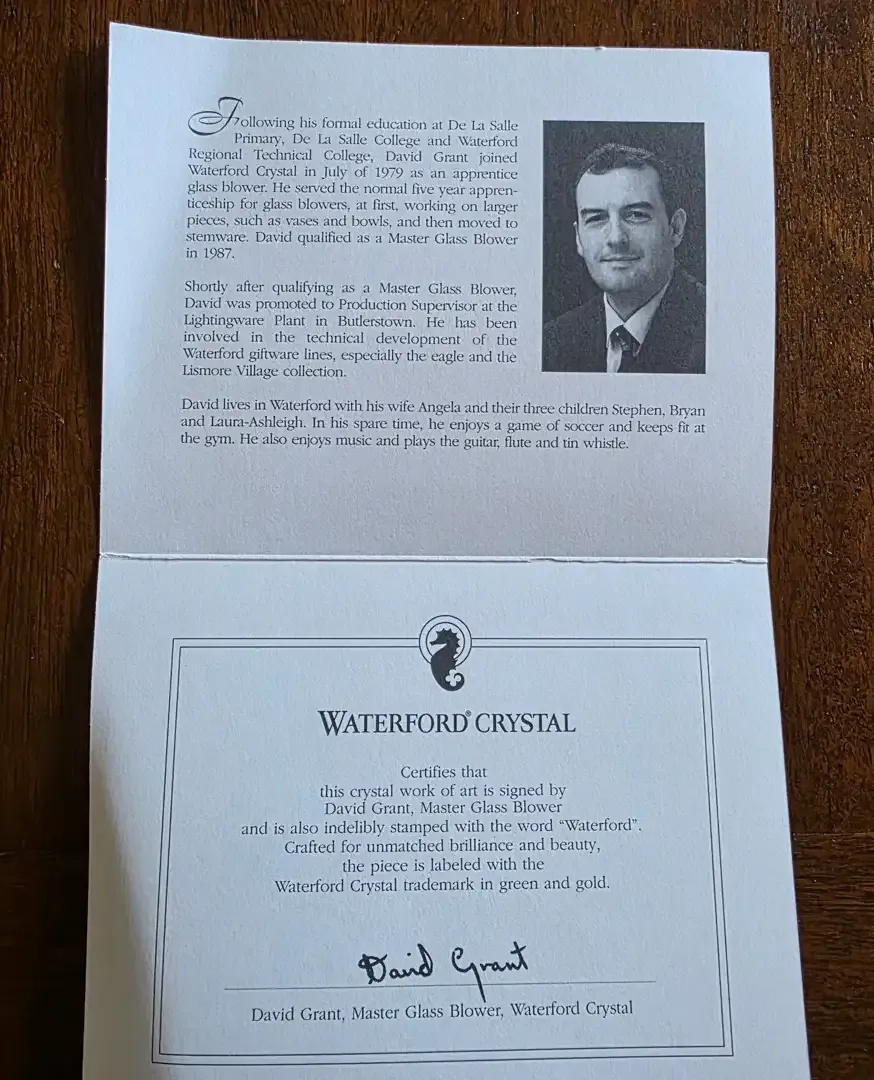 Following his formal education at De La Salle
Primary, De La Salle College and Waterford
Regional Technical College, David Grant joined
Waterford Crystal in July of 1979 as an apprentice
glass blower. He served the normal five year appren-
ticeship for glass blowers, at first, working on larger
pieces, such as vases and bowls, and then moved to
stemware. David qualified as a Master Glass Blower
in 1987.
Shortly after qualifying as a Master Glass Blower,
David was promoted to Production Supervisor at the
Lightingware Plant in Butlerstown. He has been
involved in the technical development of the
Waterford giftware lines, especially the eagle and the
Lismore Village collection.
David lives in Waterford with his wife Angela and their three children Stephen, Bryan
and Laura-Ashleigh. In his spare time, he enjoys a game of soccer and keeps fit at
the gym. He also enjoys music and plays the guitar, flute and tin whistle.
WATERFORD® CRYSTAL
Certifies that
this crystal work of art is signed by
David Grant, Master Glass Blower
and is also indelibly stamped with the word “Waterford”.
Crafted for unmatched brilliance and beauty,
the piece is labeled with the
Waterford Crystal trademark in green and gold.
David Grant
David Grant, Master Glass Blower, Waterford Crystal